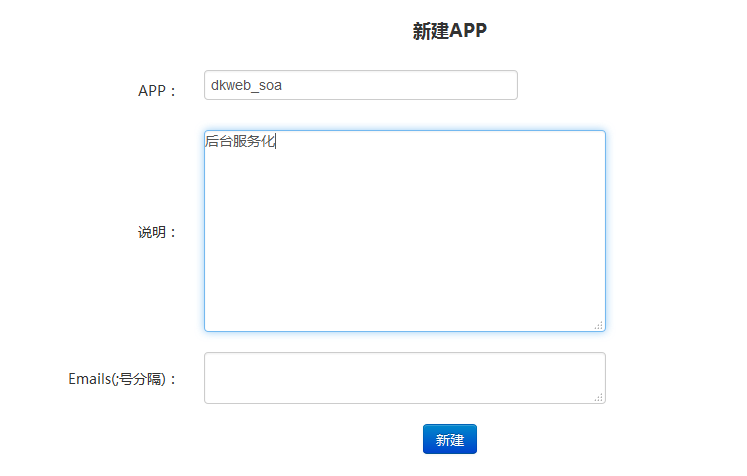 新建APP
APP：
dkweb_soa
说明：
后台服务化
Emails(;号分隔)：
新建